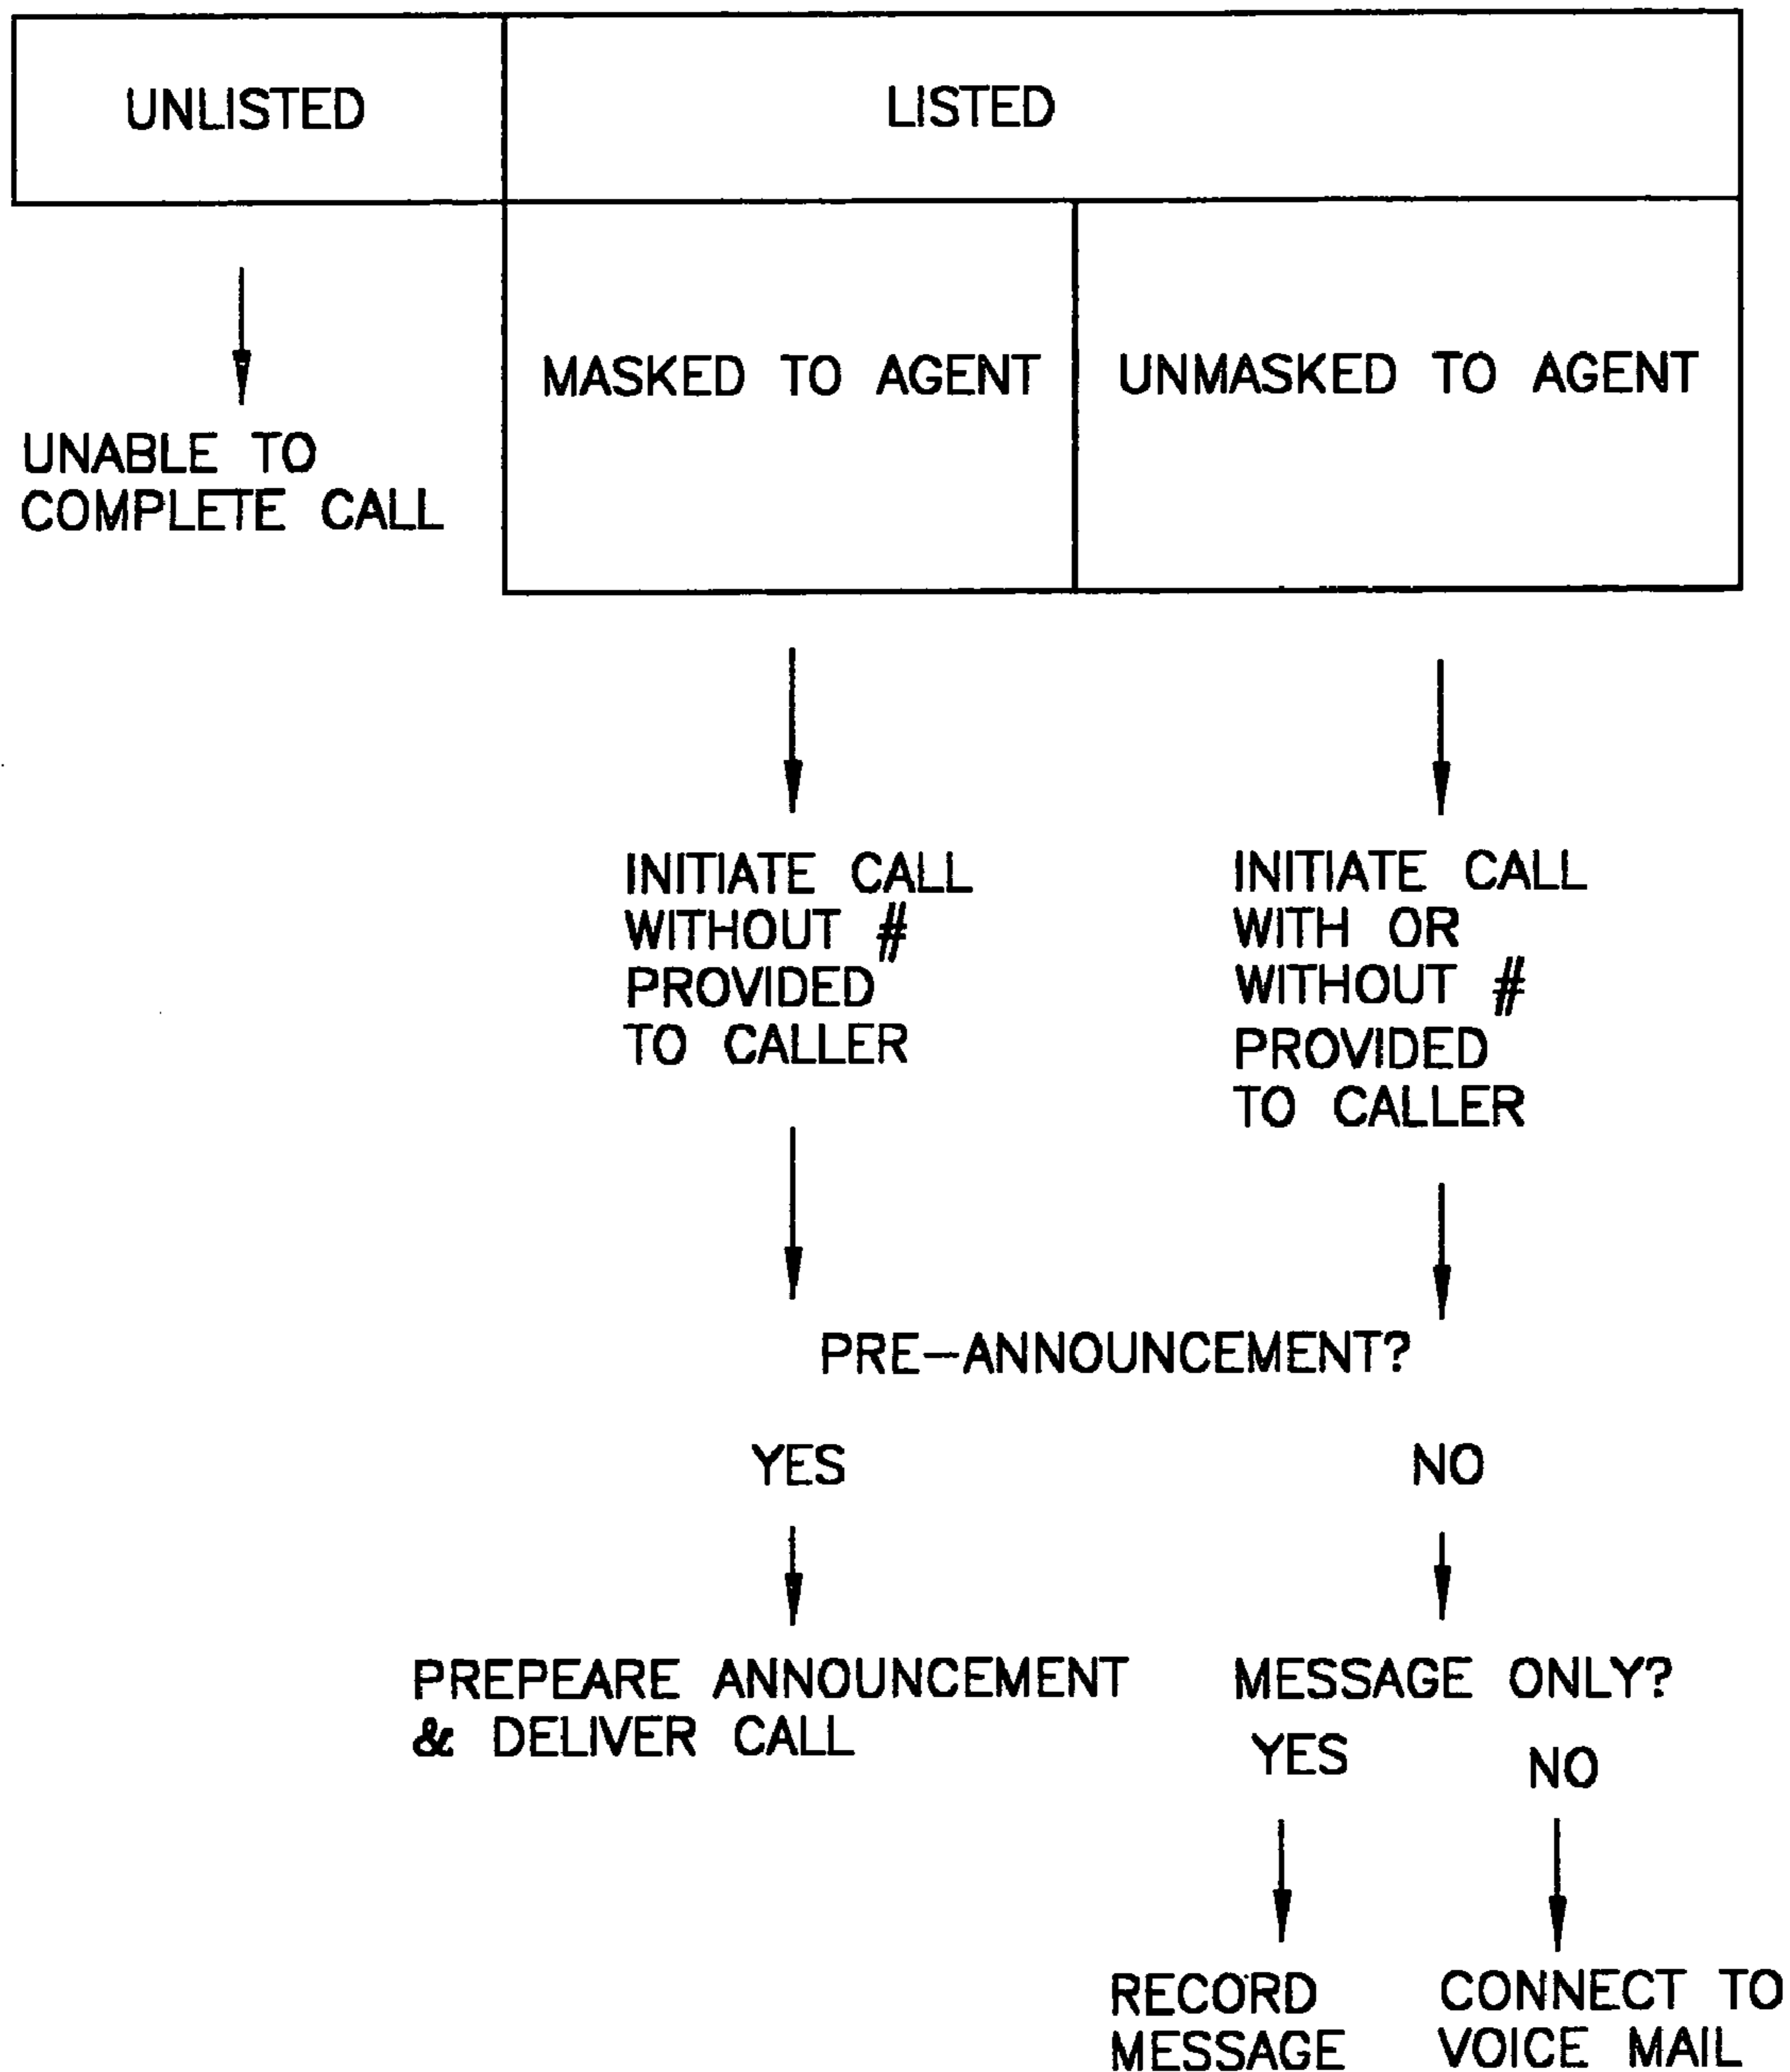 UNLISTED
LISTED
MASKED TO AGENT
UNMASKED TO AGENT
UNABLE TO
COMPLETE CALL
INITIATE CALL
WITHOUT #
PROVIDED
TO CALLER
INITIATE CALL
WITH OR
WITHOUT #
PROVIDED
TO CALLER
PRE-ANNOUNCEMENT?
YES
NO
PREPEARE ANNOUNCEMENT
& DELIVER CALL
MESSAGE ONLY?
YES
NO
RECORD
MESSAGE
CONNECT TO
VOICE MAIL